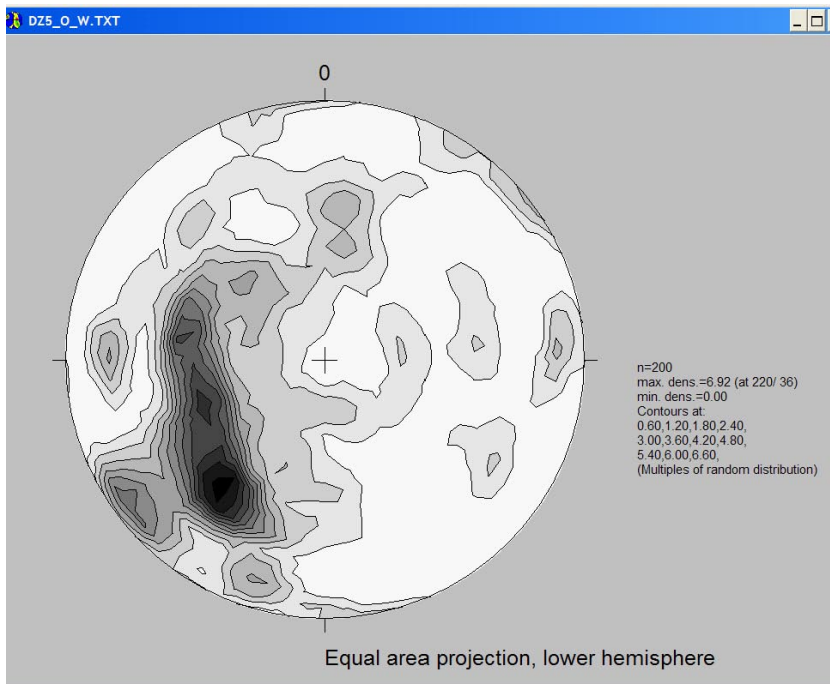 DZ5_O_W.TXT
0
n=200
max. dens.=6.92 (at 220/ 36)
min. dens.=0.00
Contours at:
0.60,1.20,1.80,2.40,
3.00,3.60,4.20,4.80,
5.40,6.00,6.60,
(Multiples of random distribution)
Equal area projection, lower hemisphere